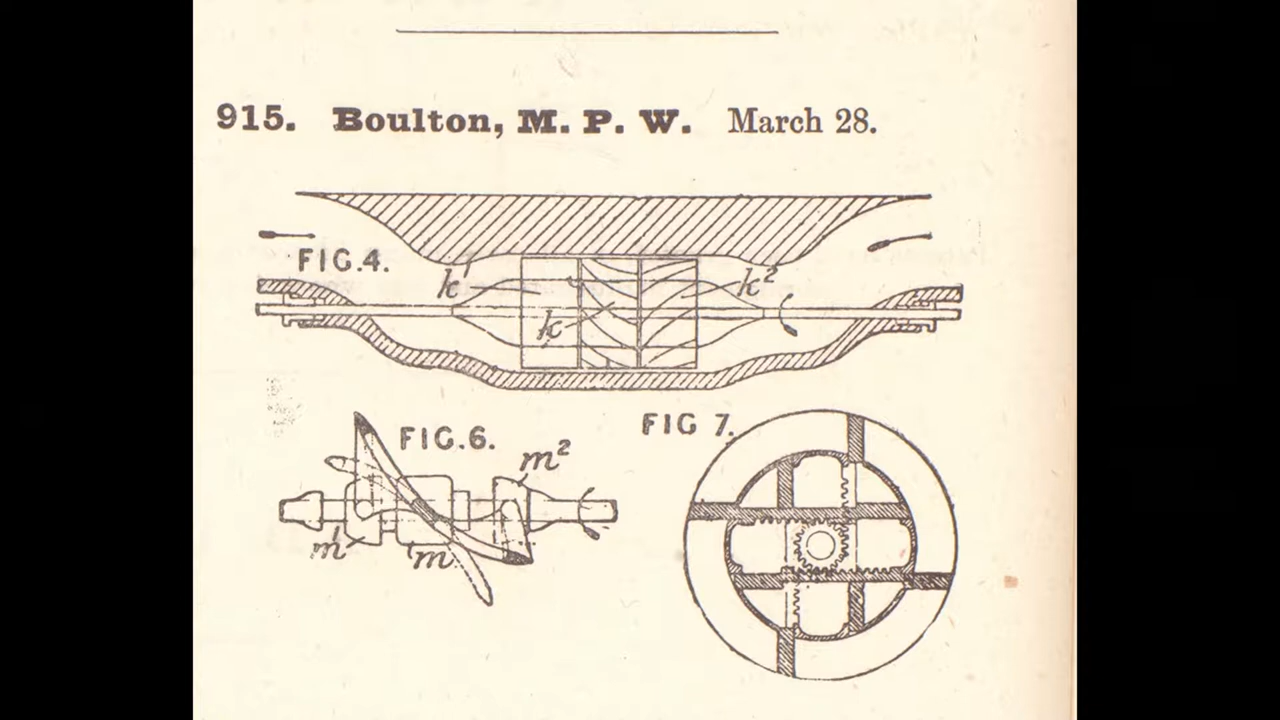 915. Boulton, M. P. W. March 28.
FIG.4.
k¹ k²
k
FIG.6. FIG 7.
m²
m¹ m